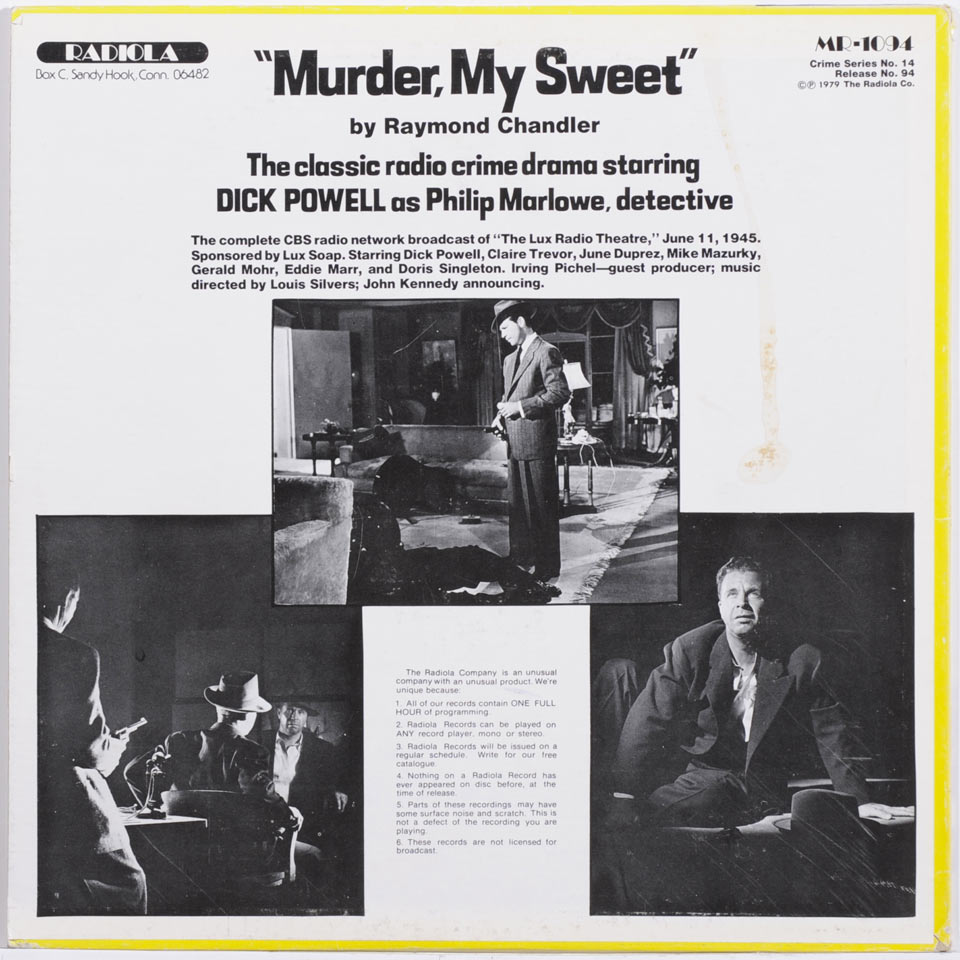 RADIOLA
Box C, Sandy Hook, Conn. 06482
MR-1094
Crime Series No. 14
Release No. 94
©℗ 1979 The Radiola Co.
"Murder, My Sweet"
by Raymond Chandler
The classic radio crime drama starring
DICK POWELL as Philip Marlowe, detective
The complete CBS radio network broadcast of "The Lux Radio Theatre," June 11, 1945.
Sponsored by Lux Soap. Starring Dick Powell, Claire Trevor, June Duprez, Mike Mazurky,
Gerald Mohr, Eddie Marr, and Doris Singleton. Irving Pichel—guest producer; music
directed by Louis Silvers; John Kennedy announcing.
The Radiola Company is an unusual
company with an unusual product. We're
unique because:
1. All of our records contain ONE FULL
HOUR of programming.
2. Radiola Records can be played on
ANY record player, mono or stereo.
3. Radiola Records will be issued on a
regular schedule. Write for our free
catalogue.
4. Nothing on a Radiola Record has
ever appeared on disc before, at the
time of release.
5. Parts of these recordings may have
some surface noise and scratch. This is
not a defect of the recording you are
playing.
6. These records are not licensed for
broadcast.